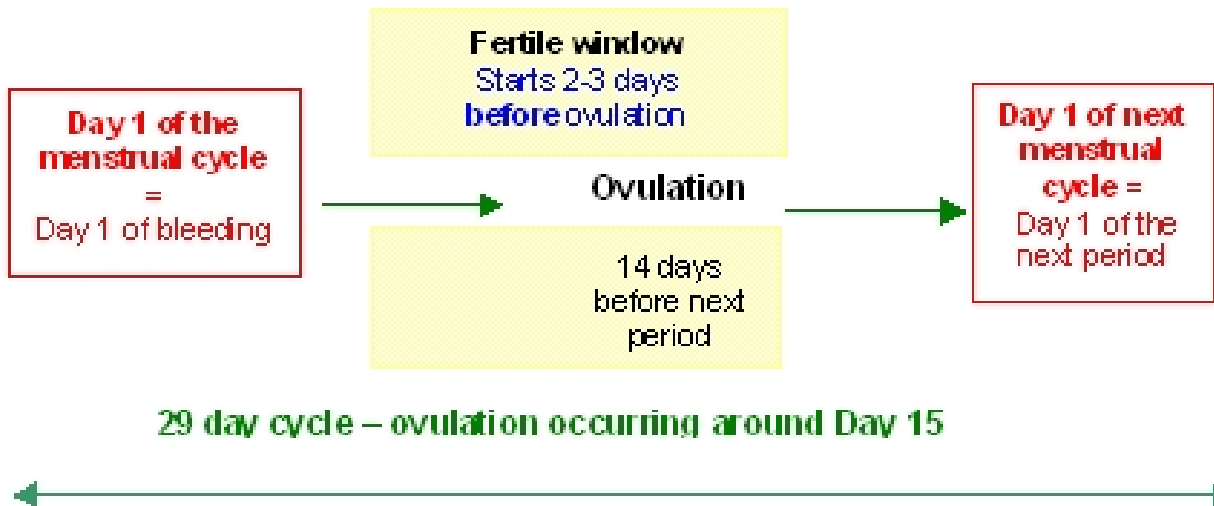 Fertile window
Starts 2-3 days
before ovulation
Day 1 of the
menstrual cycle
=
Day 1 of bleeding
Ovulation
14 days
before next
period
Day 1 of next
menstrual
cycle =
Day 1 of the
next period
29 day cycle – ovulation occurring around Day 15